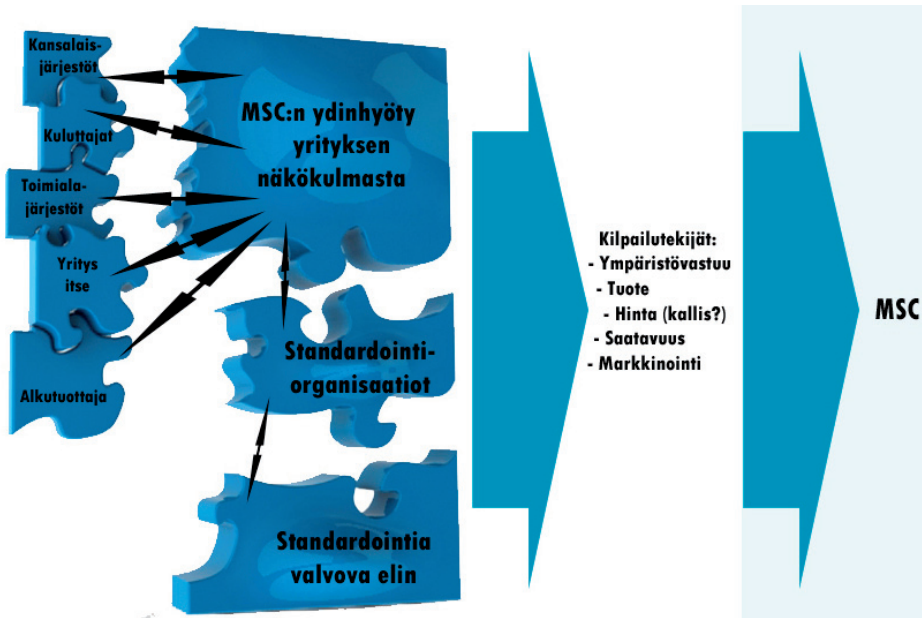 Kansalais-
järjestöt
Kuluttajat
Toimiala-
järjestöt
Yritys
itse
Alkutuottaja
MSC:n ydinhyöty
yrityksen
näkökulmasta
Standardointi-
organisaatiot
Standardointia
valvova elin
Kilpailutekijät:
- Ympäristövastuu
- Tuote
- Hinta (kallis?)
- Saatavuus
- Markkinointi
MSC